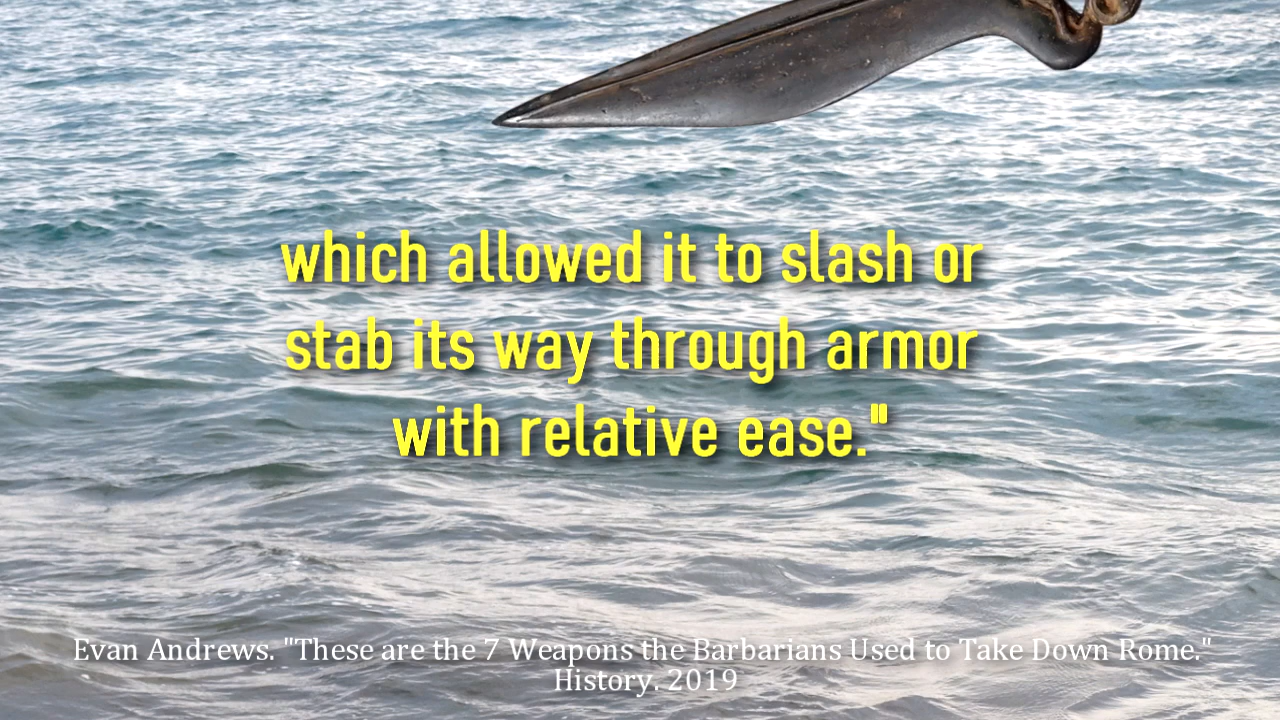 which allowed it to slash or
stab its way through armor
with relative ease."
Evan Andrews. "These are the 7 Weapons the Barbarians Used to Take Down Rome."
History. 2019